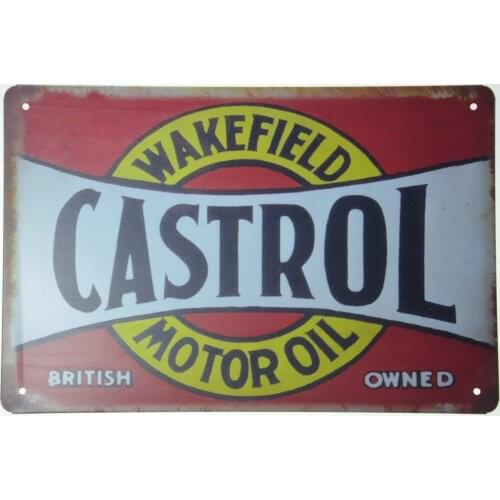 WAKEFIELD
CASTROL
MOTOR OIL
BRITISH OWNED